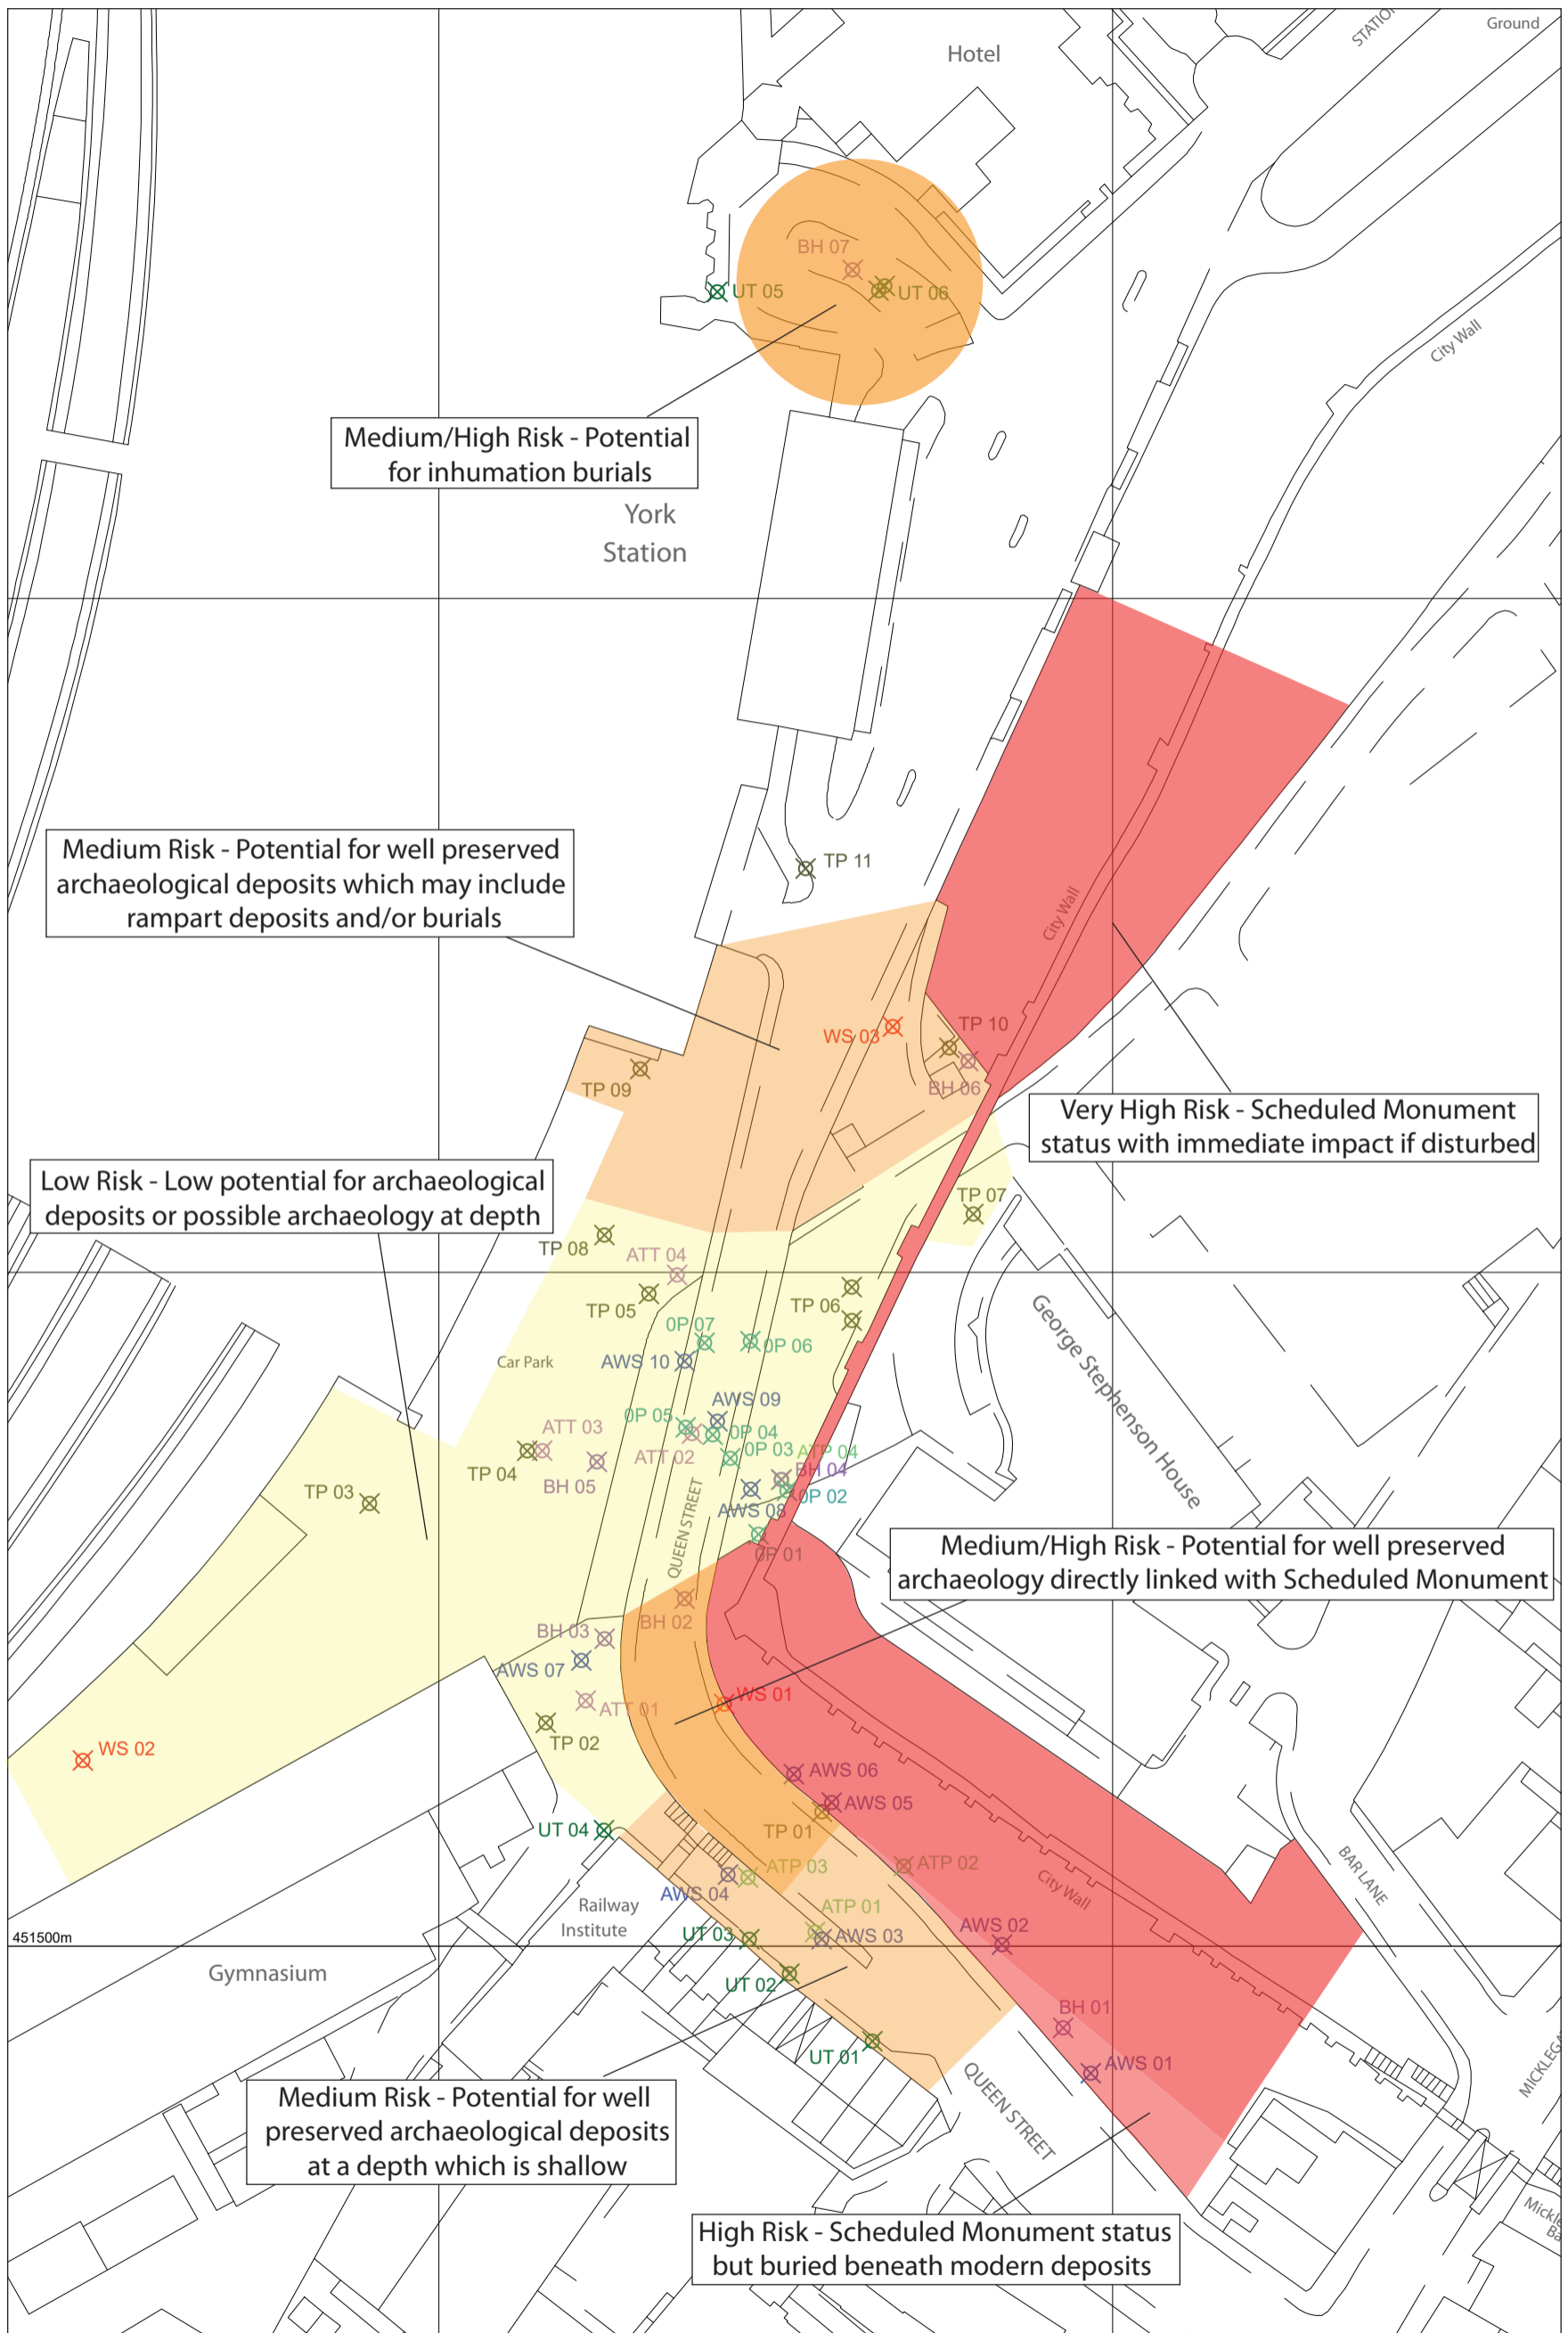 Ground
STATION
Hotel
BH 07
UT 05
UT 06
City Wall
Medium/High Risk - Potential
for inhumation burials
York
Station
Medium Risk - Potential for well preserved
archaeological deposits which may include
rampart deposits and/or burials
TP 11
City Wall
WS 03
TP 10
BH 06
TP 09
Very High Risk - Scheduled Monument
status with immediate impact if disturbed
Low Risk - Low potential for archaeological
deposits or possible archaeology at depth
TP 07
TP 08
ATT 04
TP 05
TP 06
0P 07
0P 06
Car Park
AWS 10
George Stephenson House
AWS 09
0P 05
ATT 03
0P 04
TP 04
ATT 02
0P 03
ATP 04
BH 05
BH 04
TP 03
0P 02
AWS 08
QUEEN STREET
0P 01
Medium/High Risk - Potential for well preserved
archaeology directly linked with Scheduled Monument
BH 02
BH 03
AWS 07
WS 01
ATT 01
TP 02
WS 02
AWS 06
AWS 05
TP 01
UT 04
ATP 03
ATP 02
BAR LANE
City Wall
AWS 04
Railway
Institute
ATP 01
AWS 03
AWS 02
UT 03
451500m
Gymnasium
UT 02
BH 01
UT 01
AWS 01
QUEEN STREET
Medium Risk - Potential for well
preserved archaeological deposits
at a depth which is shallow
High Risk - Scheduled Monument status
but buried beneath modern deposits